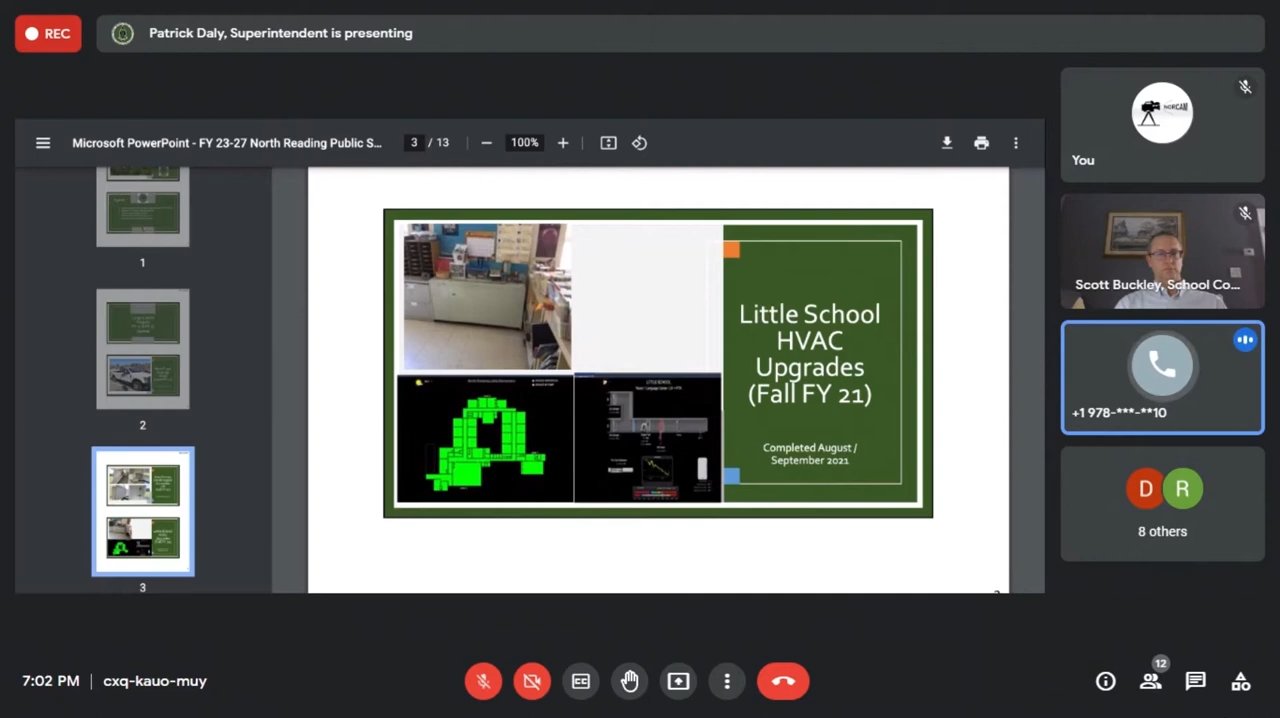 REC
Patrick Daly, Superintendent is presenting
NORCAM
You
Microsoft PowerPoint - FY 23-27 North Reading Public S...
3 / 13
100%
1
2
3
Little School
HVAC
Upgrades
(Fall FY 21)
Completed August /
September 2021
LITTLE SCHOOL
Scott Buckley, School Co...
+1 978-***-**10
D
R
8 others
7:02 PM
cxq-kauo-muy
CC
12